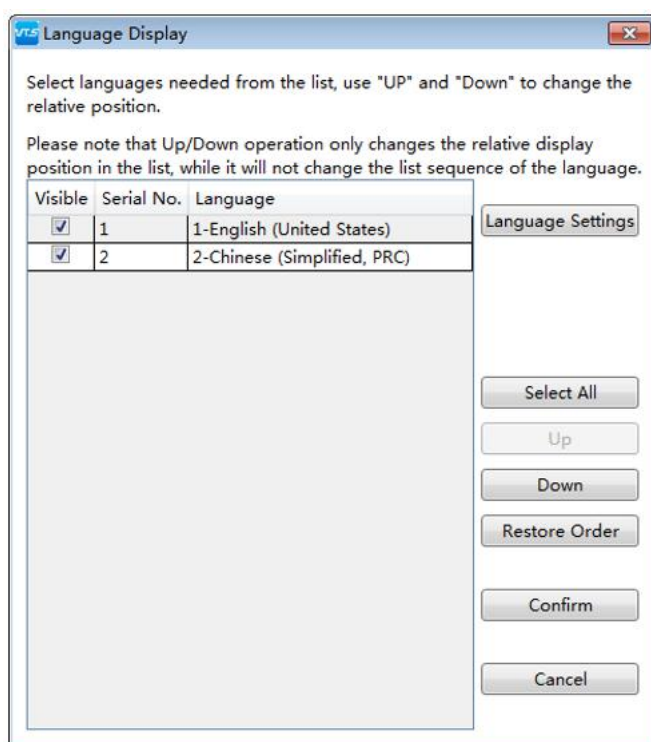 VTS Language Display
Select languages needed from the list, use "UP" and "Down" to change the
relative position.
Please note that Up/Down operation only changes the relative display
position in the list, while it will not change the list sequence of the language.
Visible Serial No. Language
1 1-English (United States)
2 2-Chinese (Simplified, PRC)
Language Settings
Select All
Up
Down
Restore Order
Confirm
Cancel